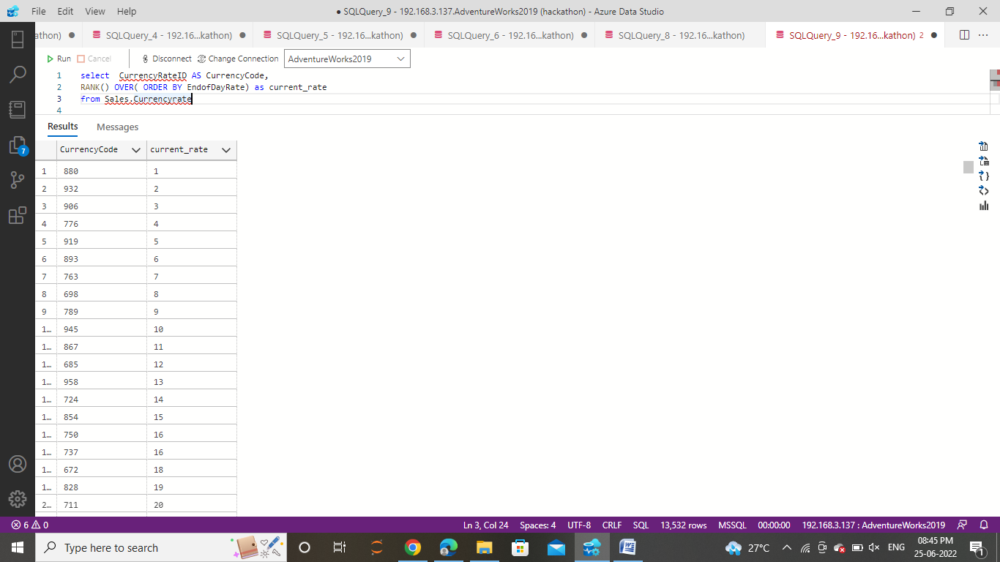 File Edit View Help ● SQLQuery_9 - 192.168.3.137.AdventureWorks2019 (hackathon) - Azure Data Studio
athon) SQLQuery_4 - 192.16...kathon) SQLQuery_5 - 192.16...kathon) SQLQuery_6 - 192.16...kathon) SQLQuery_8 - 192.16...kathon) SQLQuery_9 - 192.16...kathon) 2
Run Cancel Disconnect Change Connection AdventureWorks2019
1 select  CurrencyRateID AS CurrencyCode,
2 RANK() OVER( ORDER BY EndofDayRate) as current_rate
3 from Sales.Currencyrate
4
Results Messages
CurrencyCode current_rate
1 880 1
2 932 2
3 906 3
4 776 4
5 919 5
6 893 6
7 763 7
8 698 8
9 789 9
1... 945 10
1... 867 11
1... 685 12
1... 958 13
1... 724 14
1... 854 15
1... 750 16
1... 737 16
1... 672 18
1... 828 19
2... 711 20
7
6 0 Ln 3, Col 24 Spaces: 4 UTF-8 CRLF SQL 13,532 rows MSSQL 00:00:00 192.168.3.137 : AdventureWorks2019
Type here to search 27°C ENG 08:45 PM
25-06-2022 1